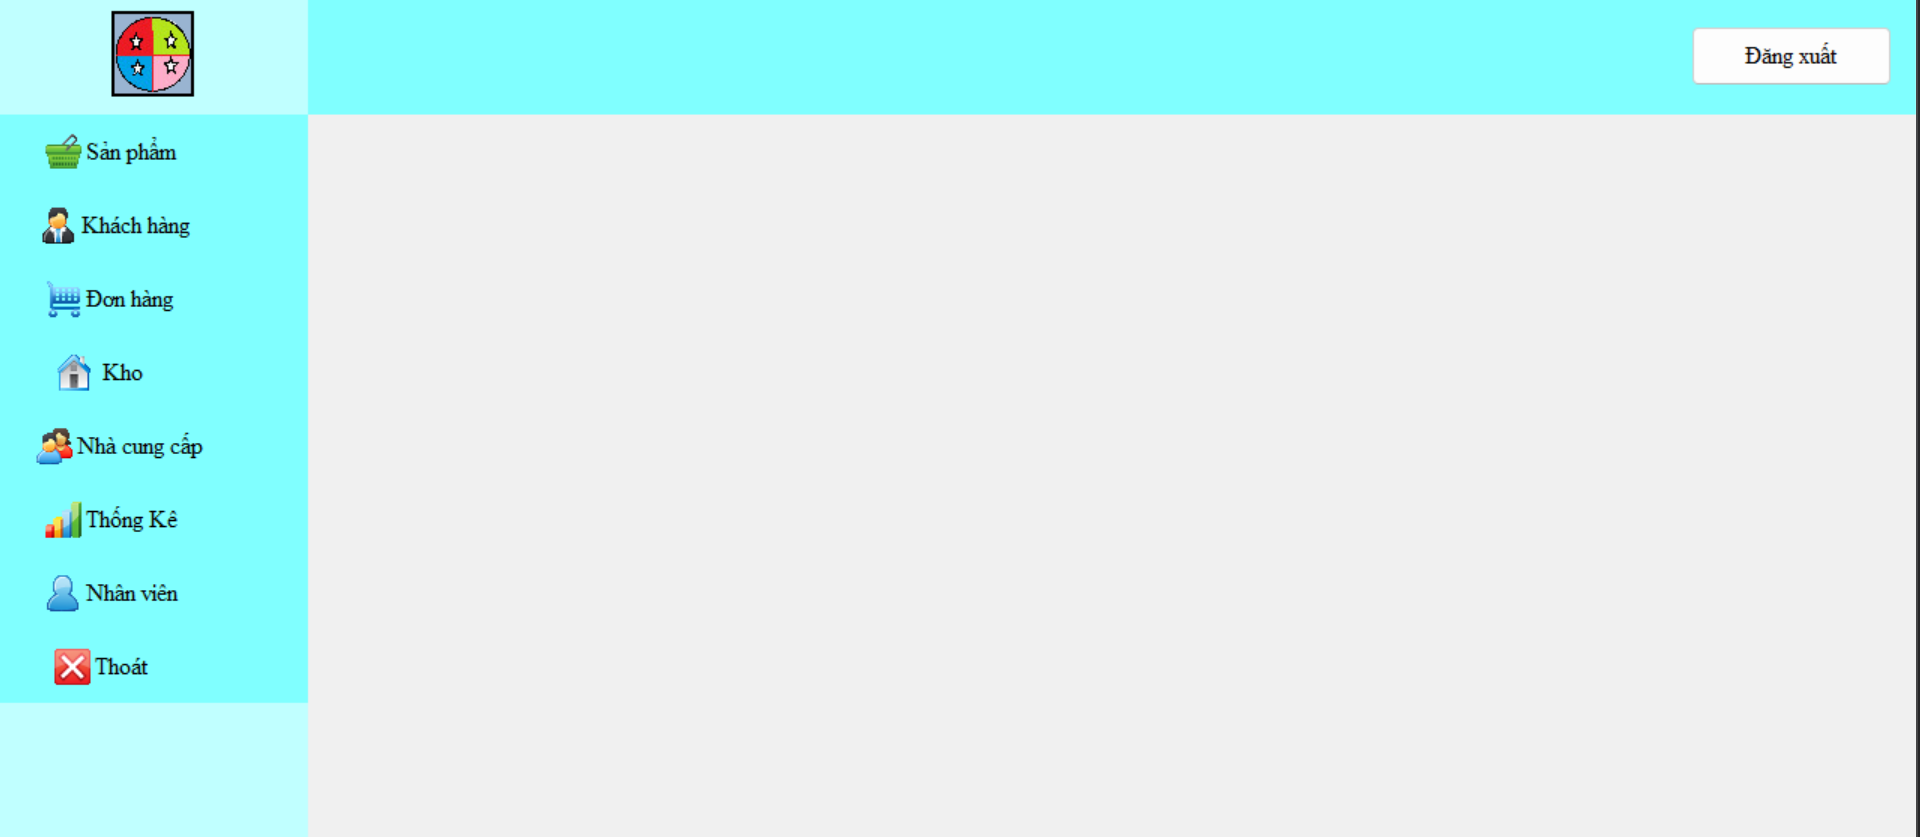 Đăng xuất
Sản phẩm
Khách hàng
Đơn hàng
Kho
Nhà cung cấp
Thống Kê
Nhân viên
Thoát